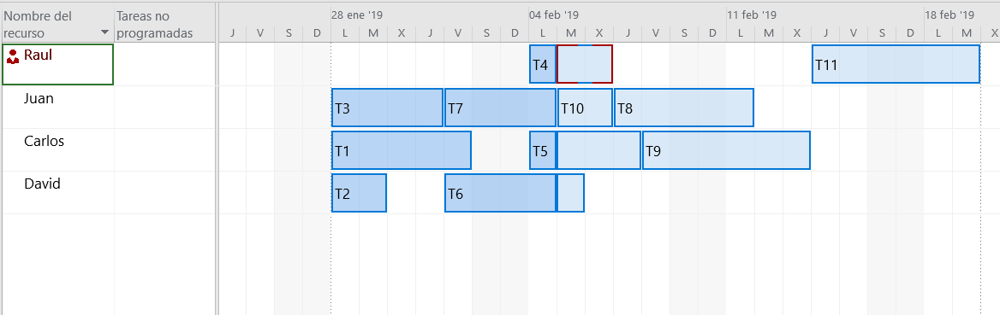 Nombre del recurso
Tareas no programadas
28 ene '19
04 feb '19
11 feb '19
18 feb '19
J V S D L M X J V S D L M X J V S D L M X J V S D L M X
Raul
T4
T11
Juan
T3
T7
T10
T8
Carlos
T1
T5
T9
David
T2
T6